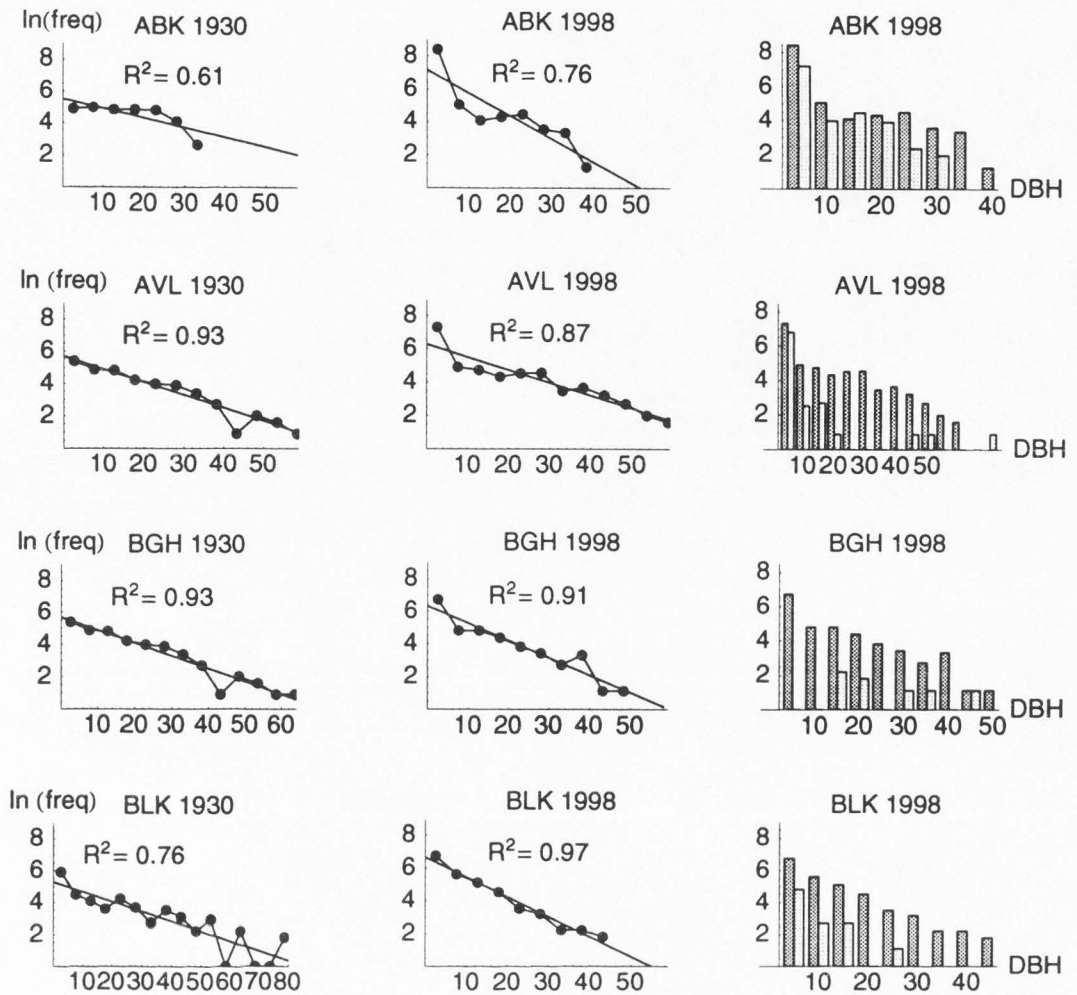 ln(freq) ABK 1930 ABK 1998 ABK 1998
8 8 8
R² = 0.61 R² = 0.76
6 6 6
4 4 4
2 2 2
10 20 30 40 50 10 20 30 40 50 10 20 30 40 DBH
ln (freq) AVL 1930 AVL 1998 AVL 1998
8 8 8
R² = 0.93 R² = 0.87
6 6 6
4 4 4
2 2 2
10 20 30 40 50 10 20 30 40 50 10 20 30 40 50 DBH
ln (freq) BGH 1930 BGH 1998 BGH 1998
8 8 8
R² = 0.93 R² = 0.91
6 6 6
4 4 4
2 2 2
10 20 30 40 50 60 10 20 30 40 50 10 20 30 40 50 DBH
ln (freq) BLK 1930 BLK 1998 BLK 1998
8 8 8
R² = 0.76 R² = 0.97
6 6 6
4 4 4
2 2 2
10 20 30 40 50 60 70 80 10 20 30 40 50 10 20 30 40 DBH